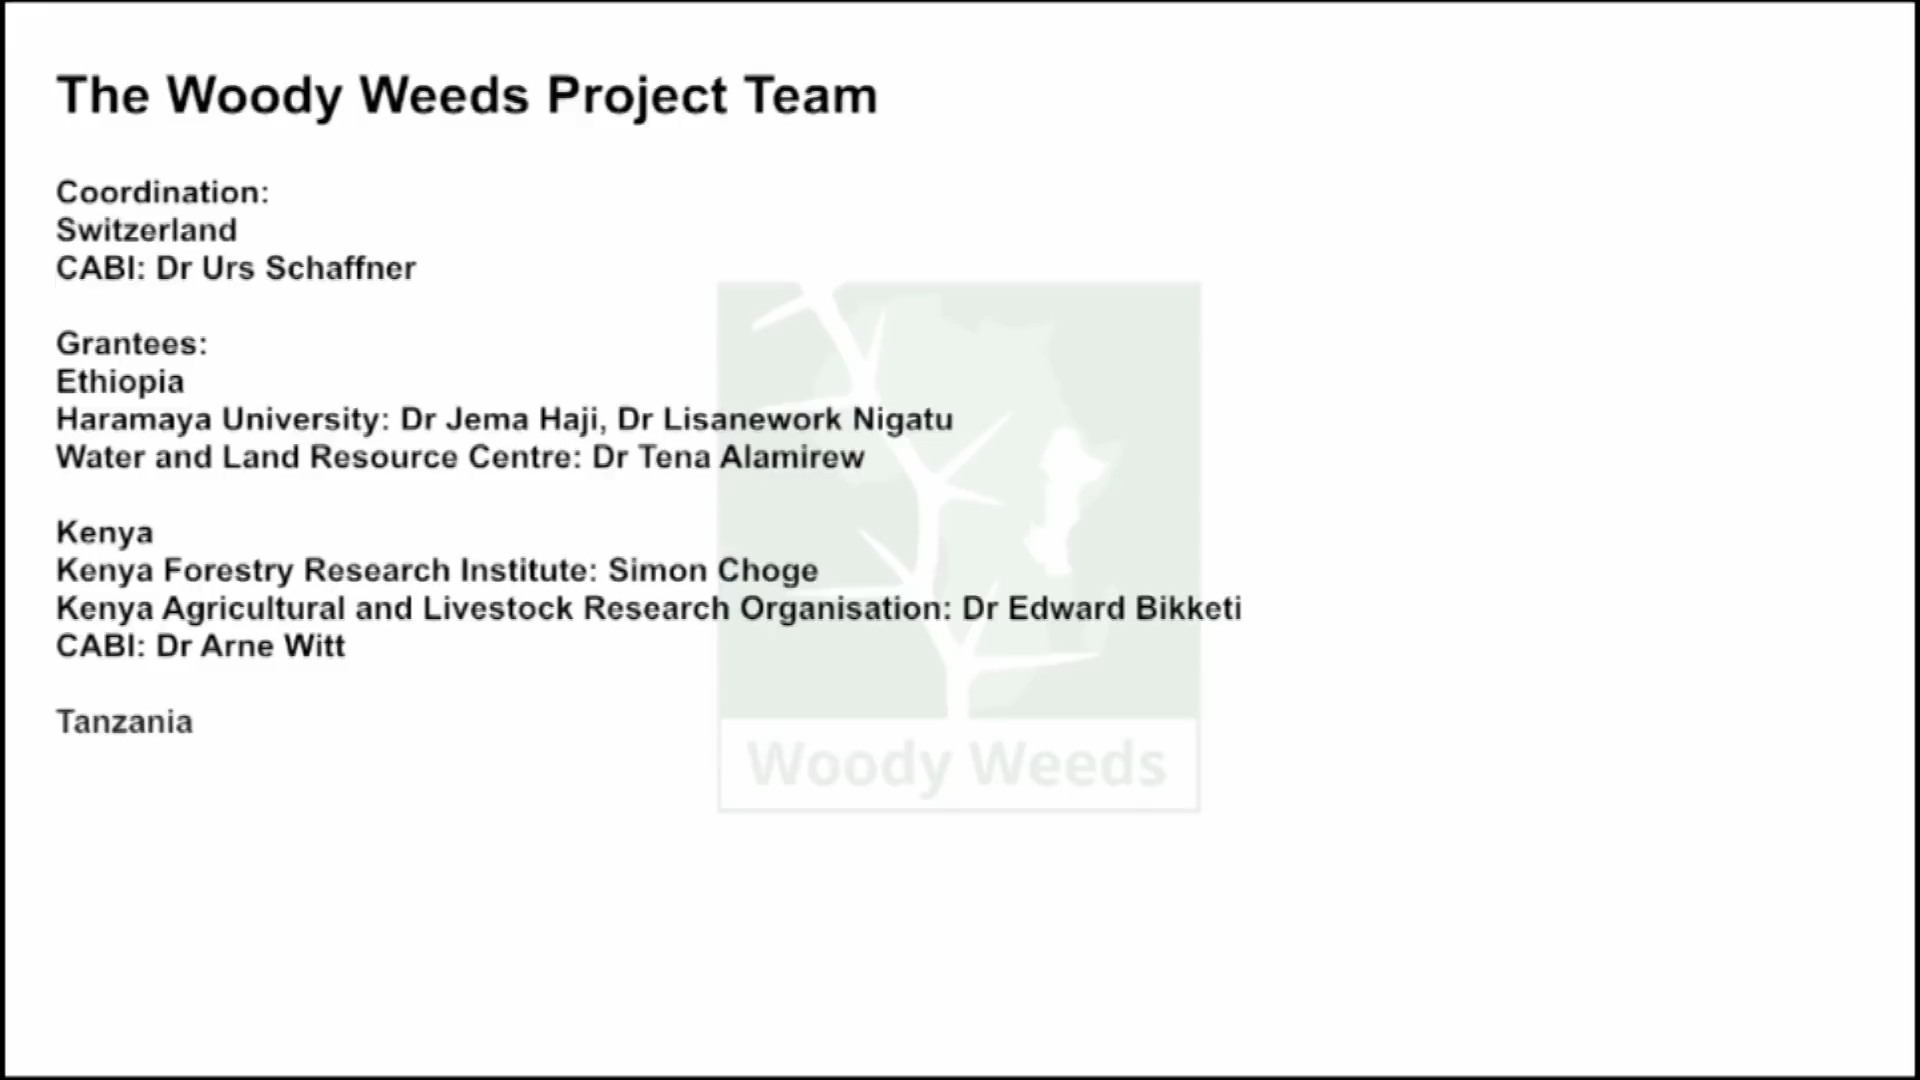 The Woody Weeds Project Team
Coordination:
Switzerland
CABI: Dr Urs Schaffner
Grantees:
Ethiopia
Haramaya University: Dr Jema Haji, Dr Lisanework Nigatu
Water and Land Resource Centre: Dr Tena Alamirew
Kenya
Kenya Forestry Research Institute: Simon Choge
Kenya Agricultural and Livestock Research Organisation: Dr Edward Bikketi
CABI: Dr Arne Witt
Tanzania
Woody Weeds